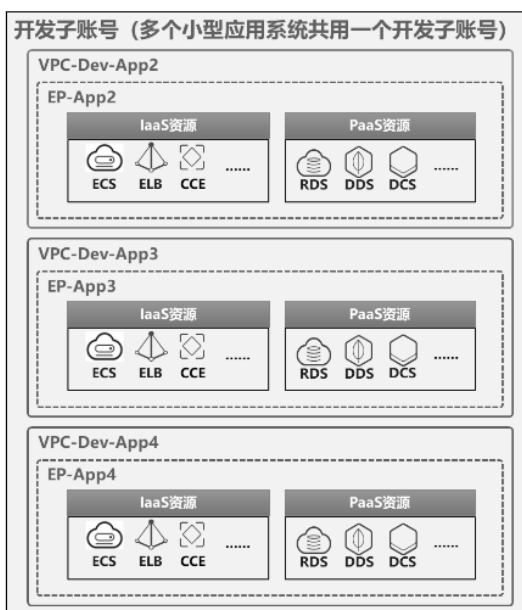 开发子账号（多个小型应用系统共用一个开发子账号）
VPC-Dev-App2
EP-App2
IaaS资源 PaaS资源
ECS ELB CCE ...... RDS DDS DCS ......
VPC-Dev-App3
EP-App3
IaaS资源 PaaS资源
ECS ELB CCE ...... RDS DDS DCS ......
VPC-Dev-App4
EP-App4
IaaS资源 PaaS资源
ECS ELB CCE ...... RDS DDS DCS ......